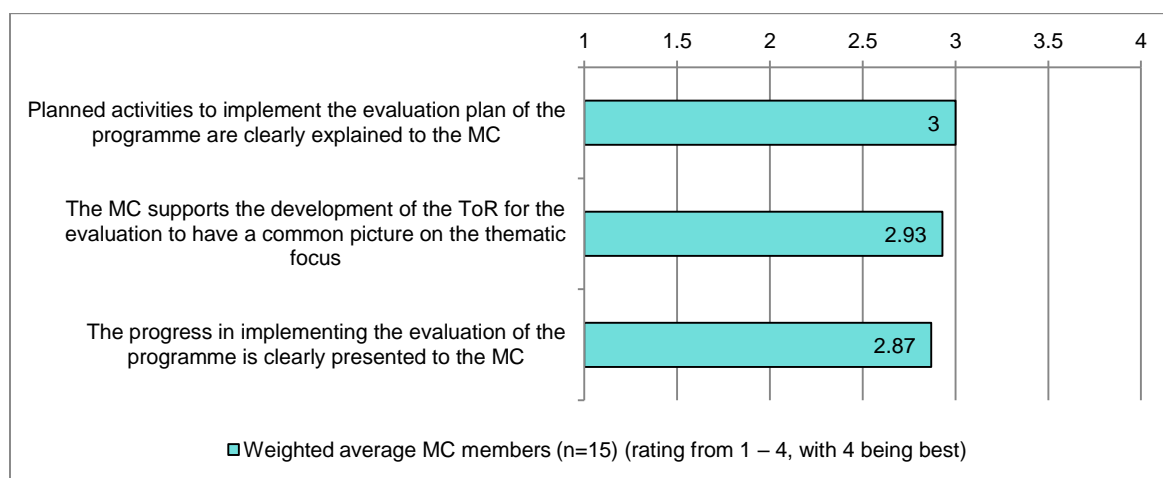 1 1.5 2 2.5 3 3.5 4
Planned activities to implement the evaluation plan of the
programme are clearly explained to the MC
3
The MC supports the development of the ToR for the
evaluation to have a common picture on the thematic
focus
2.93
The progress in implementing the evaluation of the
programme is clearly presented to the MC
2.87
Weighted average MC members (n=15) (rating from 1 – 4, with 4 being best)